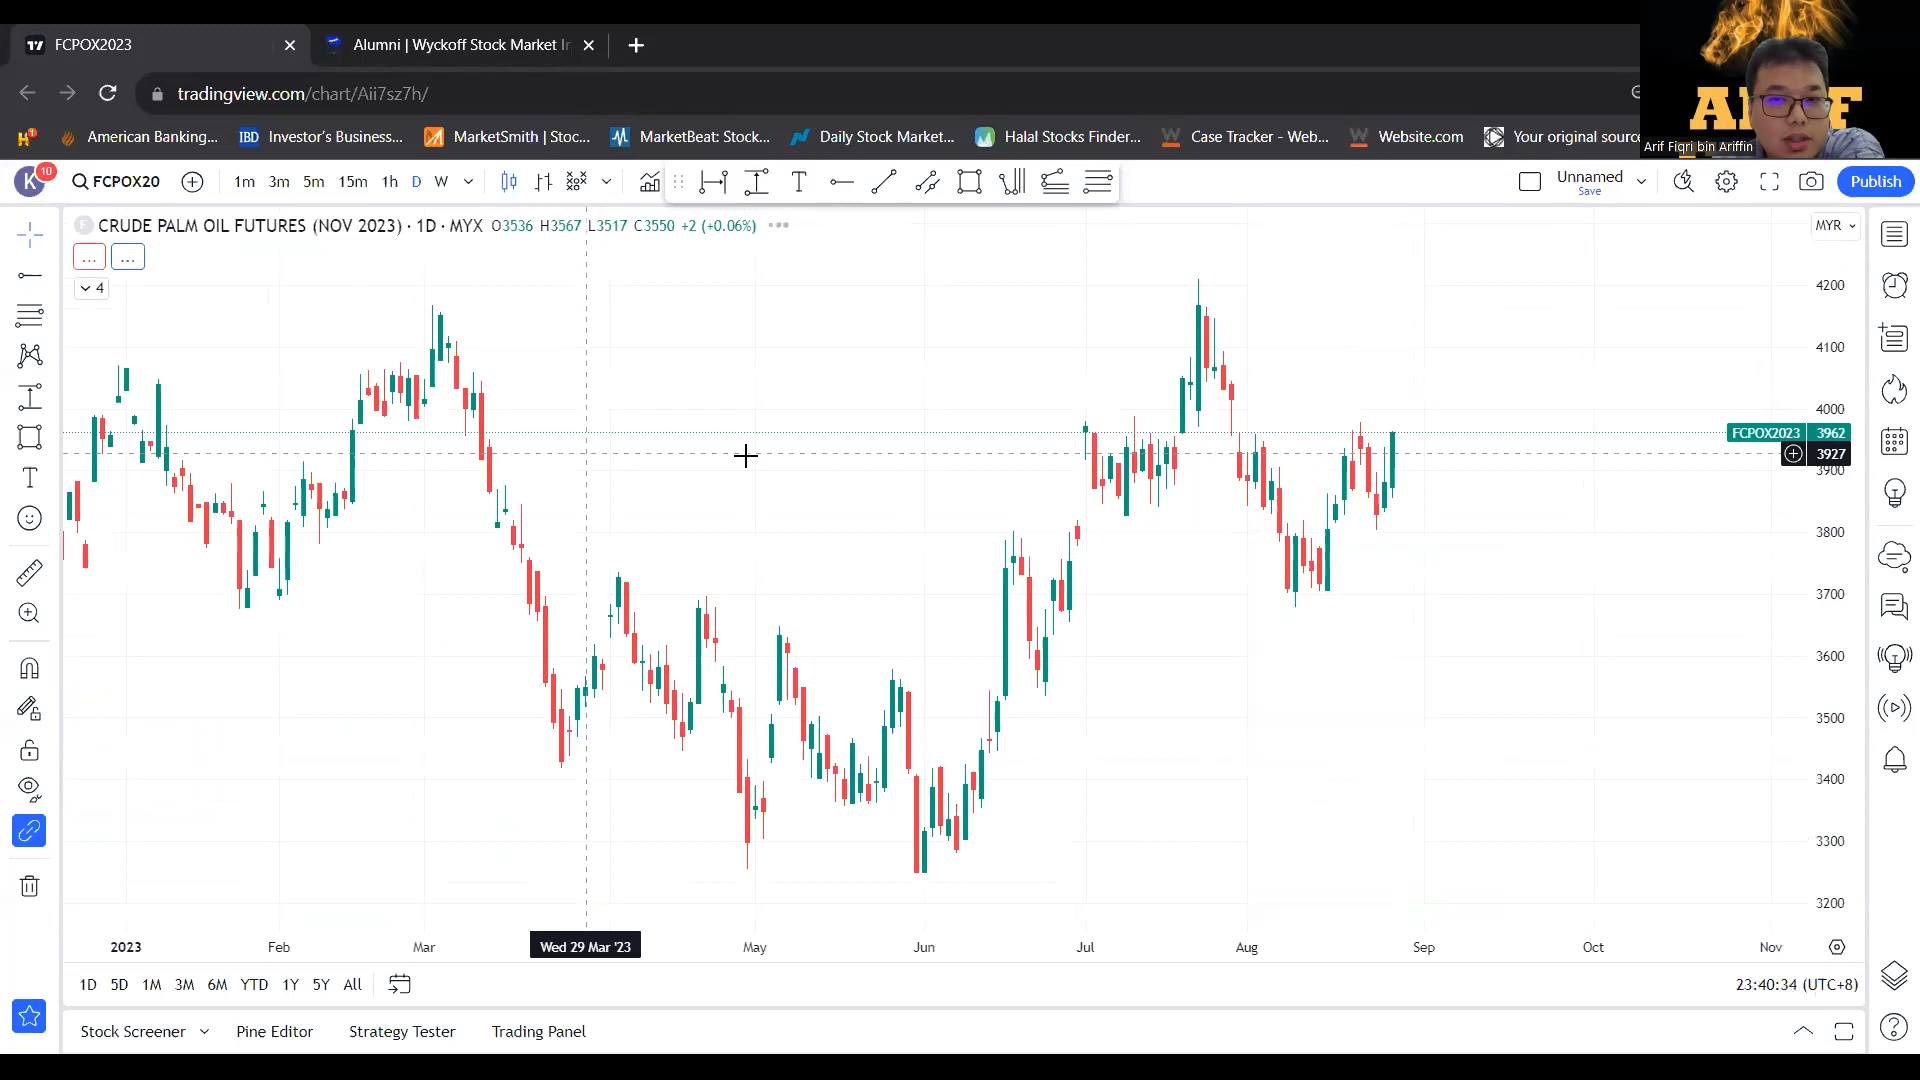 FCPOX2023
Alumni | Wyckoff Stock Market In
tradingview.com/chart/Aii7sz7h/
American Banking...
IBD Investor's Business...
MarketSmith | Stoc...
MarketBeat: Stock...
Daily Stock Market...
Halal Stocks Finder...
Case Tracker - Web...
Website.com
Your original source
Arif Fiqri bin Ariffin
K 10
FCPOX20
1m 3m 5m 15m 1h D W
Unnamed
Save
Publish
CRUDE PALM OIL FUTURES (NOV 2023) · 1D · MYX O3536 H3567 L3517 C3550 +2 (+0.06%)
MYR
... ...
4
4200
4100
4000
FCPOX2023 3962
3927
3900
3800
3700
3600
3500
3400
3300
3200
2023 Feb Mar Wed 29 Mar '23 May Jun Jul Aug Sep Oct Nov
1D 5D 1M 3M 6M YTD 1Y 5Y All
23:40:34 (UTC+8)
Stock Screener Pine Editor Strategy Tester Trading Panel